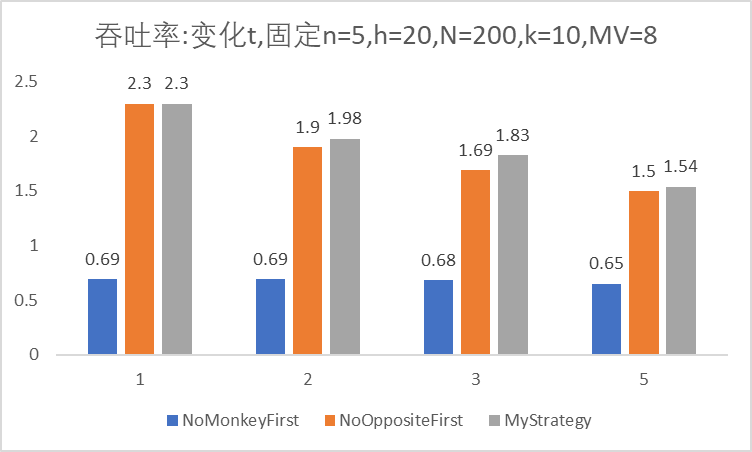 吞吐率:变化t,固定n=5,h=20,N=200,k=10,MV=8
2.5
2
1.5
1
0.5
0
0.69 2.3 2.3
0.69 1.9 1.98
0.68 1.69 1.83
0.65 1.5 1.54
1 2 3 5
NoMonkeyFirst NoOppositeFirst MyStrategy